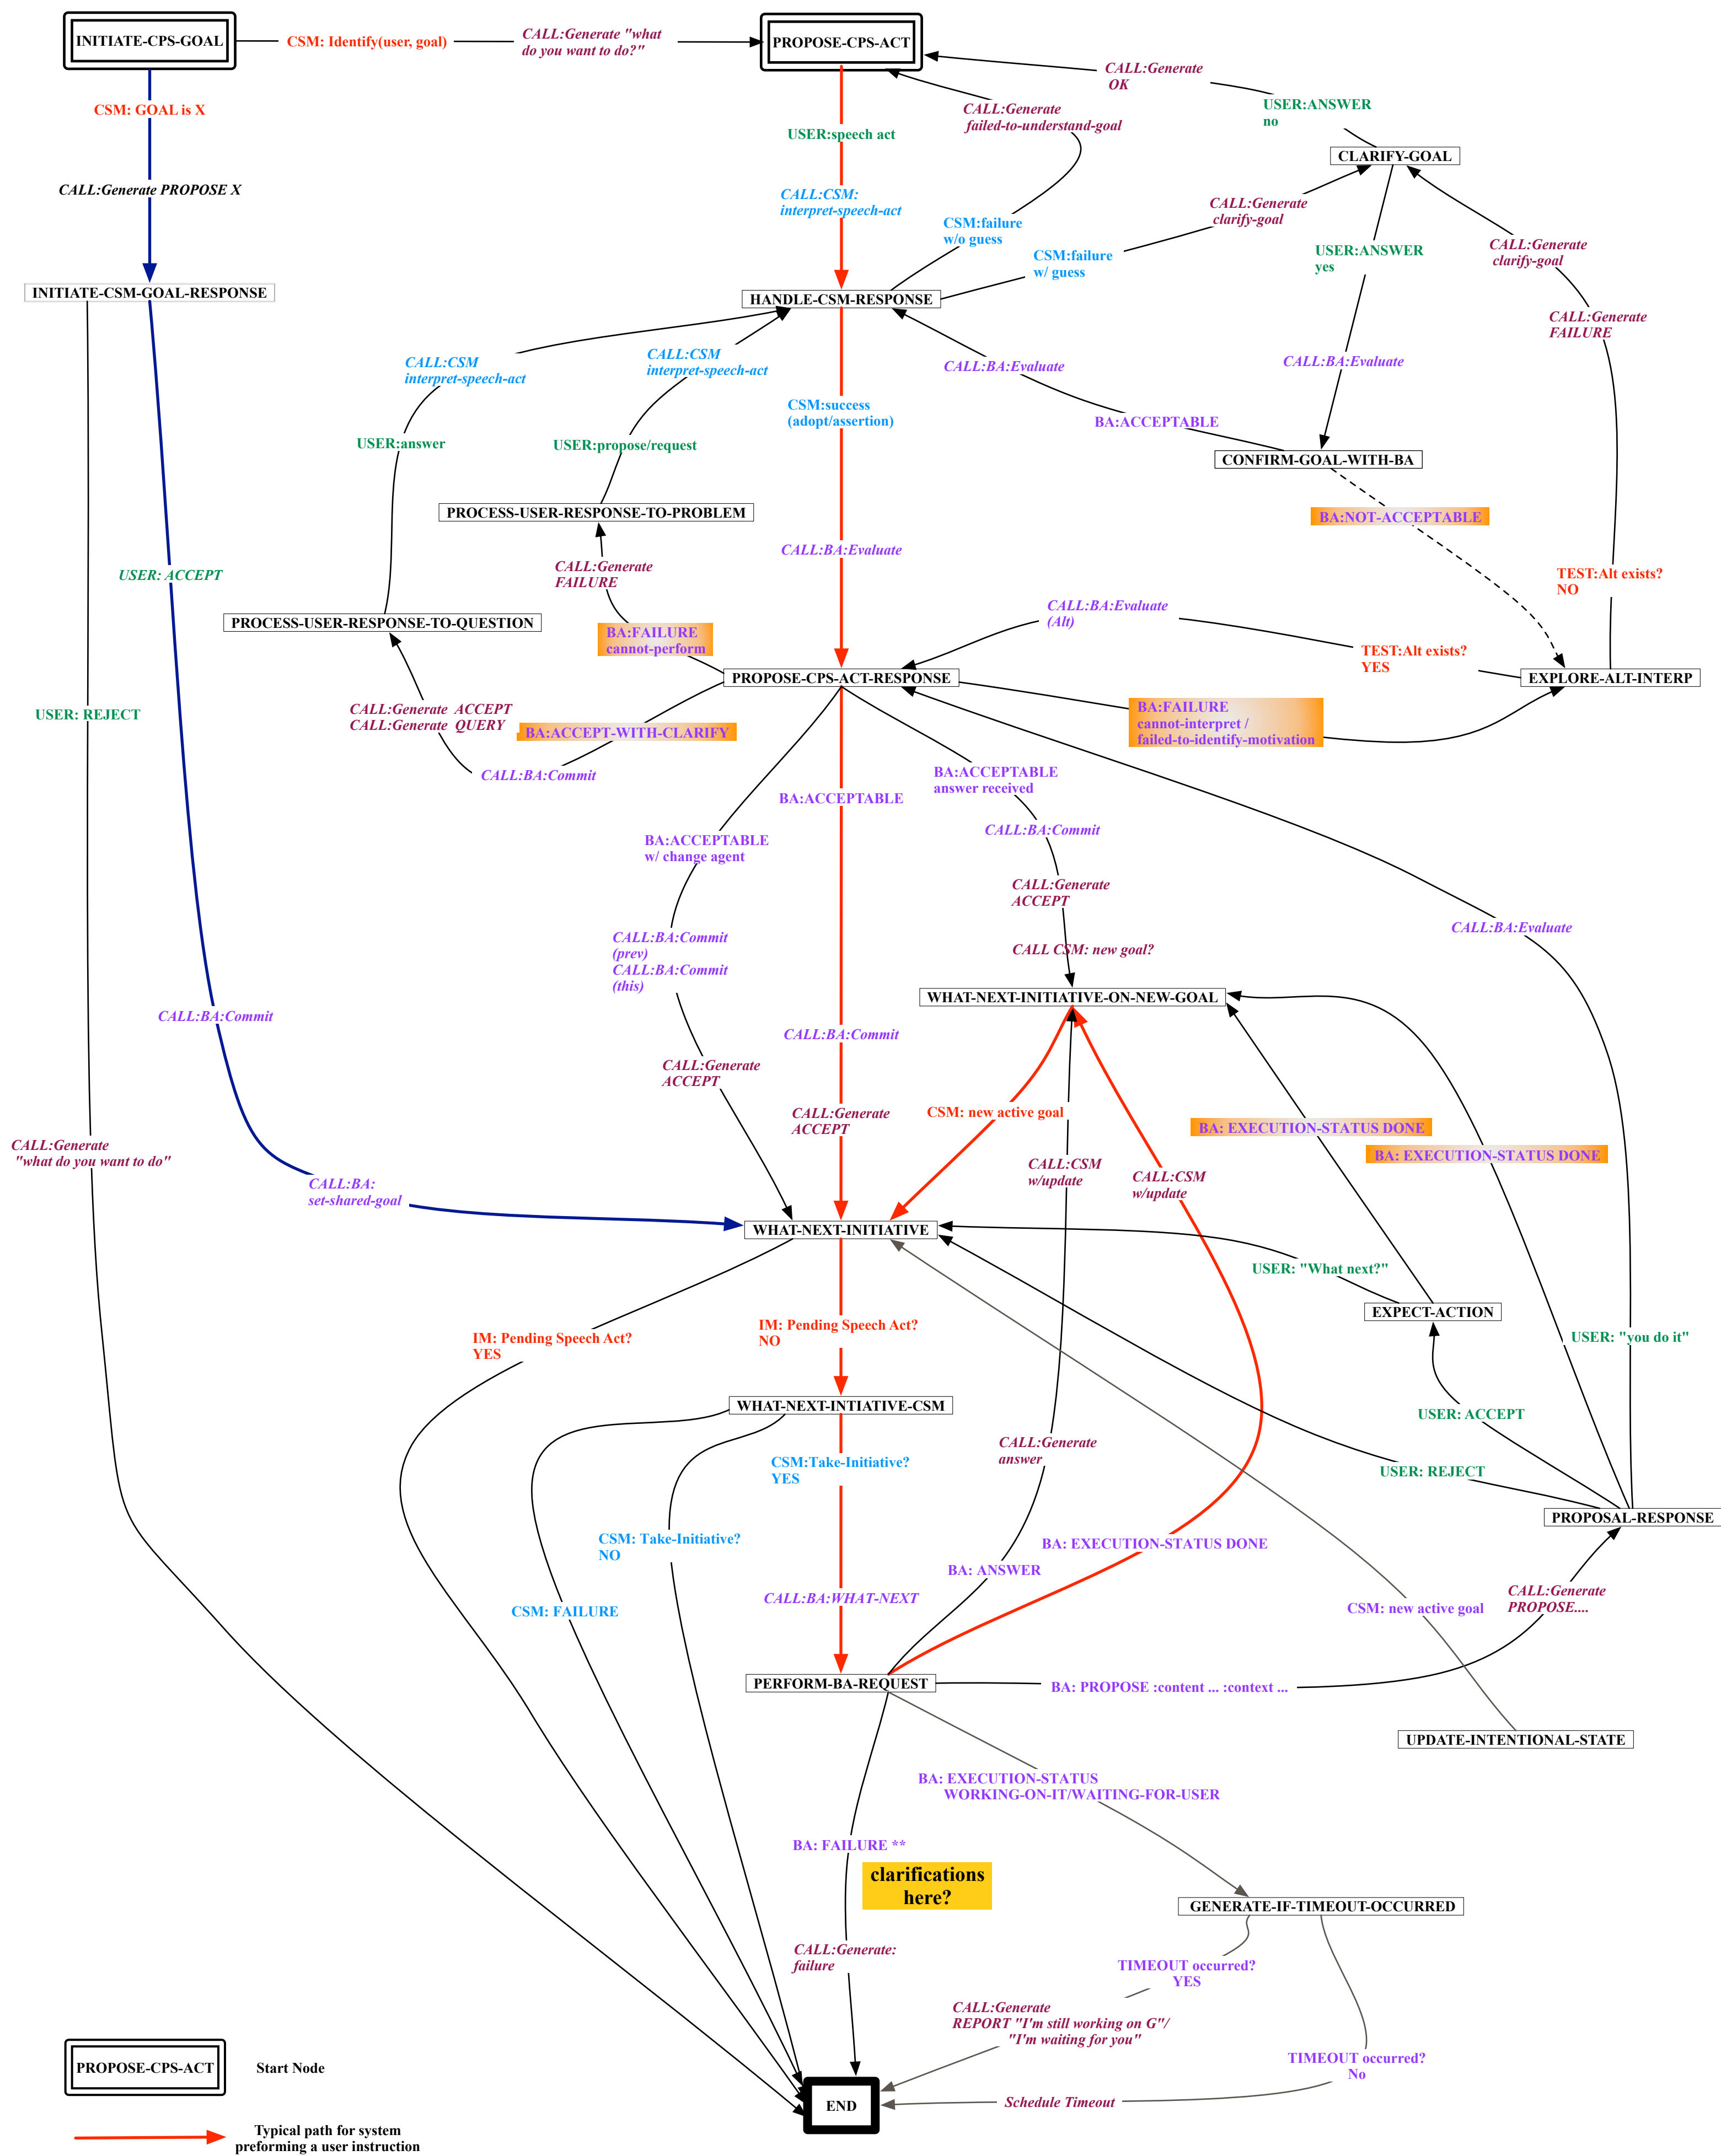 INITIATE-CPS-GOAL
CSM: Identify(user, goal)
CALL:Generate "what
do you want to do?"
PROPOSE-CPS-ACT
CALL:Generate
OK
CSM: GOAL is X
USER:ANSWER
no
CALL:Generate
failed-to-understand-goal
USER:speech act
CLARIFY-GOAL
CALL:Generate PROPOSE X
CALL:CSM:
interpret-speech-act
CALL:Generate
clarify-goal
CSM:failure
w/o guess
USER:ANSWER
yes
CALL:Generate
clarify-goal
CSM:failure
w/ guess
INITIATE-CSM-GOAL-RESPONSE
HANDLE-CSM-RESPONSE
CALL:Generate
FAILURE
CALL:CSM
interpret-speech-act
CALL:CSM
interpret-speech-act
CALL:BA:Evaluate
CALL:BA:Evaluate
CSM:success
(adopt/assertion)
BA:ACCEPTABLE
USER:answer
USER:propose/request
CONFIRM-GOAL-WITH-BA
PROCESS-USER-RESPONSE-TO-PROBLEM
BA:NOT-ACCEPTABLE
CALL:BA:Evaluate
CALL:Generate
FAILURE
USER: ACCEPT
TEST:Alt exists?
NO
CALL:BA:Evaluate
(Alt)
PROCESS-USER-RESPONSE-TO-QUESTION
BA:FAILURE
cannot-perform
TEST:Alt exists?
YES
PROPOSE-CPS-ACT-RESPONSE
EXPLORE-ALT-INTERP
USER: REJECT
CALL:Generate  ACCEPT
CALL:Generate  QUERY
BA:FAILURE
cannot-interpret /
failed-to-identify-motivation
BA:ACCEPT-WITH-CLARIFY
CALL:BA:Commit
BA:ACCEPTABLE
answer received
BA:ACCEPTABLE
CALL:BA:Commit
BA:ACCEPTABLE
w/ change agent
CALL:Generate
ACCEPT
CALL:BA:Evaluate
CALL:BA:Commit
(prev)
CALL:BA:Commit
(this)
CALL CSM: new goal?
WHAT-NEXT-INITIATIVE-ON-NEW-GOAL
CALL:BA:Commit
CALL:BA:Commit
CALL:Generate
ACCEPT
CALL:Generate
ACCEPT
CSM: new active goal
BA: EXECUTION-STATUS DONE
BA: EXECUTION-STATUS DONE
CALL:Generate
"what do you want to do"
CALL:CSM
w/update
CALL:CSM
w/update
CALL:BA:
set-shared-goal
WHAT-NEXT-INITIATIVE
USER: "What next?"
EXPECT-ACTION
IM: Pending Speech Act?
YES
IM: Pending Speech Act?
NO
USER: "you do it"
WHAT-NEXT-INTIATIVE-CSM
USER: ACCEPT
CALL:Generate
answer
CSM:Take-Initiative?
YES
USER: REJECT
PROPOSAL-RESPONSE
CSM: Take-Initiative?
NO
BA: EXECUTION-STATUS DONE
BA: ANSWER
CALL:BA:WHAT-NEXT
CALL:Generate
PROPOSE....
CSM: FAILURE
CSM: new active goal
PERFORM-BA-REQUEST
BA: PROPOSE :content ... :context ...
UPDATE-INTENTIONAL-STATE
BA: EXECUTION-STATUS
WORKING-ON-IT/WAITING-FOR-USER
BA: FAILURE **
clarifications
here?
GENERATE-IF-TIMEOUT-OCCURRED
CALL:Generate:
failure
TIMEOUT occurred?
YES
CALL:Generate
REPORT "I'm still working on G"/
"I'm waiting for you"
TIMEOUT occurred?
No
PROPOSE-CPS-ACT
Start Node
END
Schedule Timeout
Typical path for system
preforming a user instruction